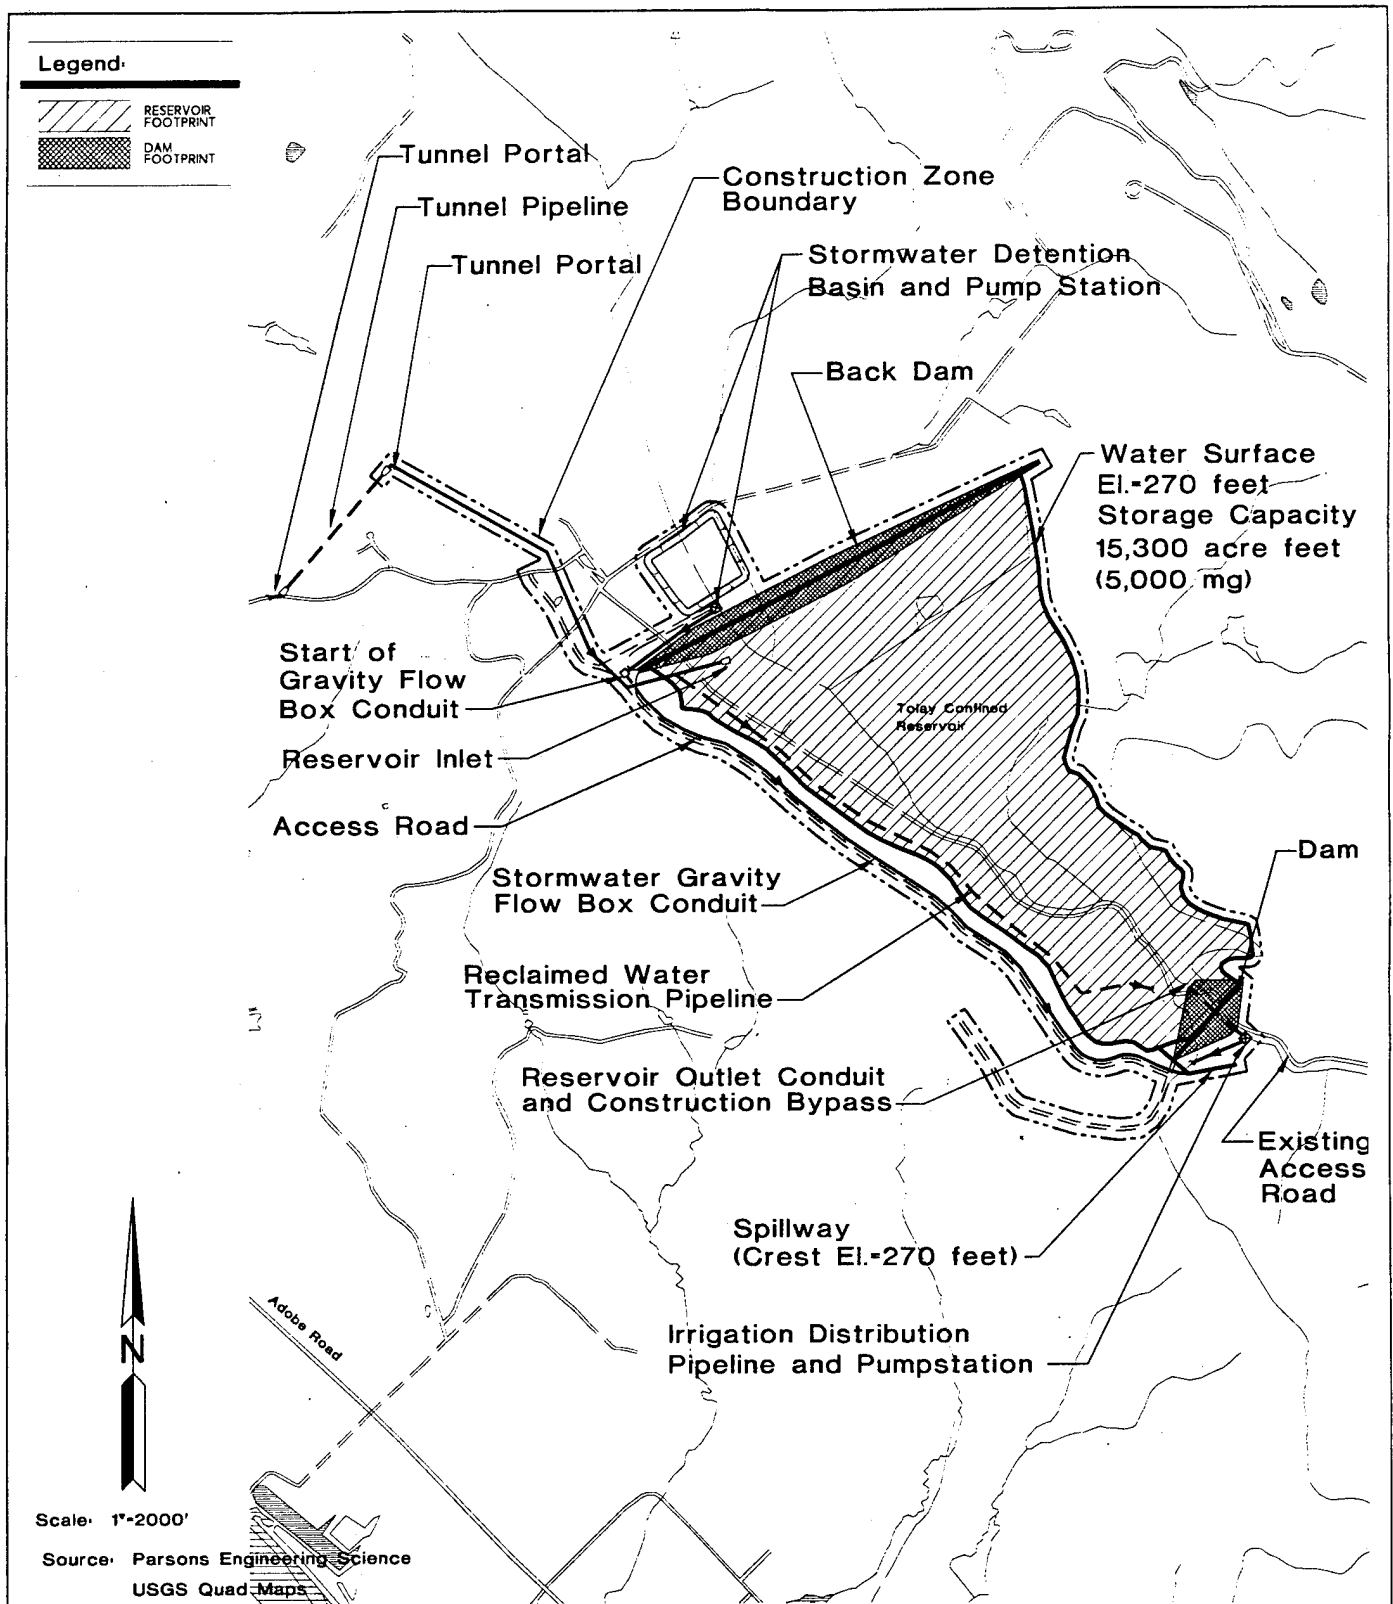 Legend:
RESERVOIR
FOOTPRINT
DAM
FOOTPRINT
Tunnel Portal
Tunnel Pipeline
Tunnel Portal
Construction Zone
Boundary
Stormwater Detention
Basin and Pump Station
Back Dam
Water Surface
El.=270 feet
Storage Capacity
15,300 acre feet
(5,000 mg)
Start of
Gravity Flow
Box Conduit
Reservoir Inlet
Access Road
Tolay Confined
Reservoir
Stormwater Gravity
Flow Box Conduit
Dam
Reclaimed Water
Transmission Pipeline
Reservoir Outlet Conduit
and Construction Bypass
Existing
Access
Road
Spillway
(Crest El.=270 feet)
Irrigation Distribution
Pipeline and Pumpstation
Adobe Road
N
Scale: 1"=2000'
Source: Parsons Engineering Science
USGS Quad Maps